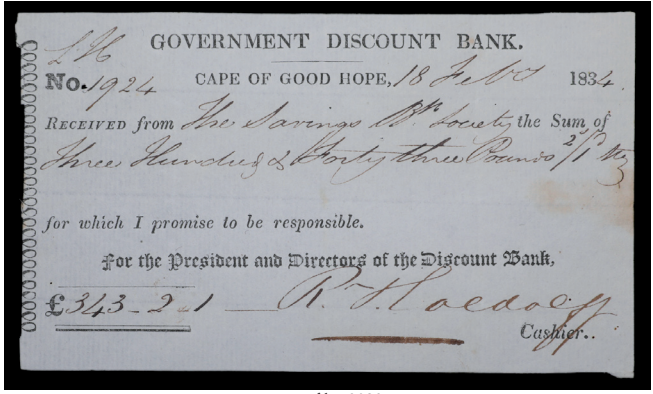 GOVERNMENT DISCOUNT BANK.
No. 1924 CAPE OF GOOD HOPE, 18 Feby 1834.
RECEIVED from The Savings Bk. Society the Sum of
Three Hundred & Forty three Pounds 2/1
for which I promise to be responsible.
For the President and Directors of the Discount Bank,
£343-2-1
Cashier..